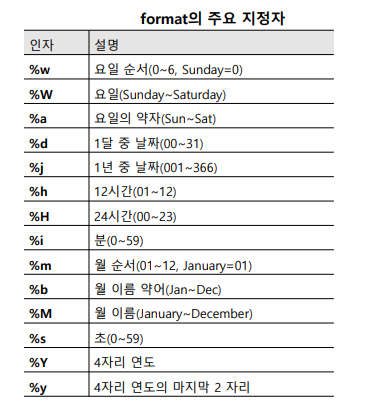 format의 주요 지정자
인자 설명
%w 요일 순서(0~6, Sunday=0)
%W 요일(Sunday~Saturday)
%a 요일의 약자(Sun~Sat)
%d 1달 중 날짜(00~31)
%j 1년 중 날짜(001~366)
%h 12시간(01~12)
%H 24시간(00~23)
%i 분(0~59)
%m 월 순서(01~12, January=01)
%b 월 이름 약어(Jan~Dec)
%M 월 이름(January~December)
%s 초(0~59)
%Y 4자리 연도
%y 4자리 연도의 마지막 2 자리